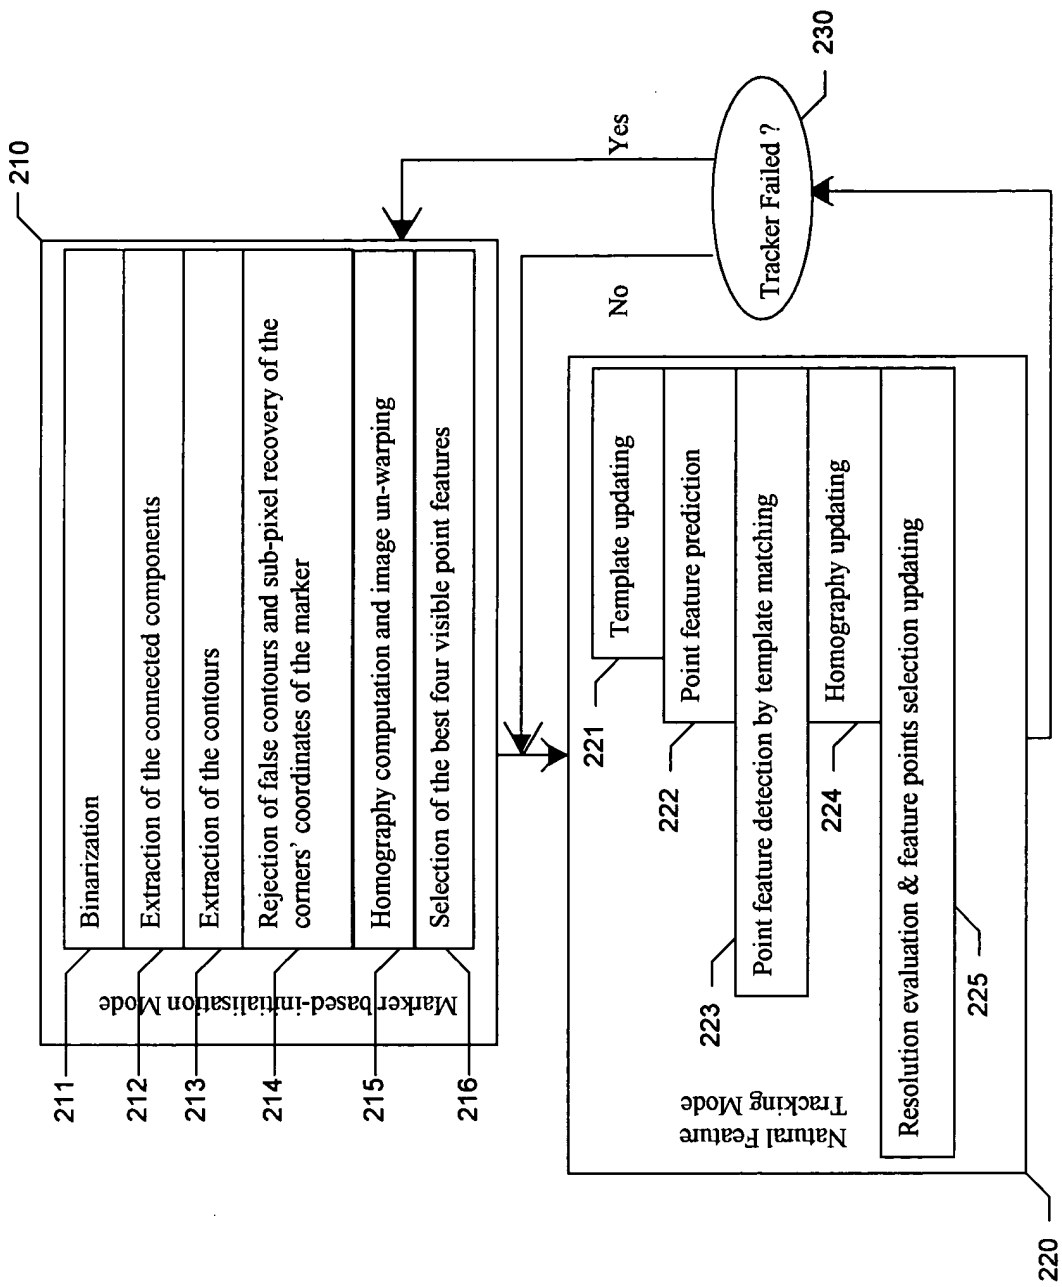 210
Marker based-initialisation Mode
211
Binarization
212
Extraction of the connected components
213
Extraction of the contours
214
Rejection of false contours and sub-pixel recovery of the
corners' coordinates of the marker
215
Homography computation and image un-warping
216
Selection of the best four visible point features
No
Yes
Tracker Failed ?
230
Natural Feature
Tracking Mode
221
Template updating
222
Point feature prediction
223
Point feature detection by template matching
224
Homography updating
225
Resolution evaluation & feature points selection updating
220